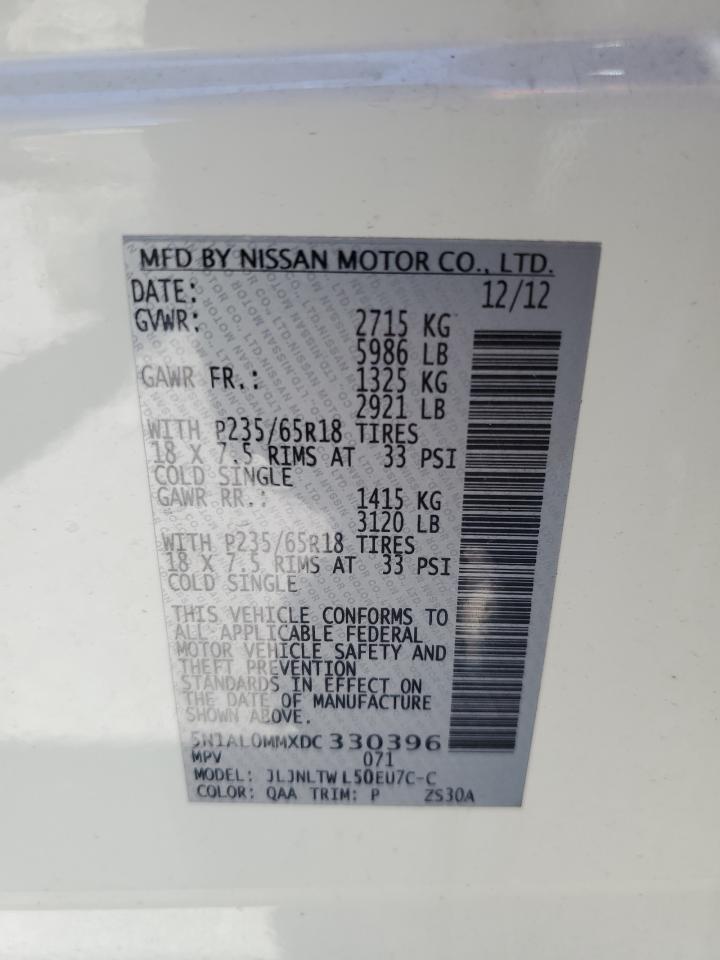 MFD BY NISSAN MOTOR CO., LTD.
DATE: 12/12
GVWR: 2715 KG
5986 LB
GAWR FR.: 1325 KG
2921 LB
WITH P235/65R18 TIRES
18 X 7.5 RIMS AT 33 PSI
COLD SINGLE
GAWR RR.: 1415 KG
3120 LB
WITH P235/65R18 TIRES
18 X 7.5 RIMS AT 33 PSI
COLD SINGLE
THIS VEHICLE CONFORMS TO
ALL APPLICABLE FEDERAL
MOTOR VEHICLE SAFETY AND
THEFT PREVENTION
STANDARDS IN EFFECT ON
THE DATE OF MANUFACTURE
SHOWN ABOVE.
5N1AL0MMXDC330396
MPV 071
MODEL: JLJNLTWL50EU7C-C
COLOR: QAA TRIM: P ZS30A